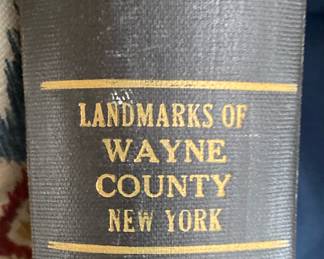 LANDMARKS OF
WAYNE
COUNTY
NEW YORK